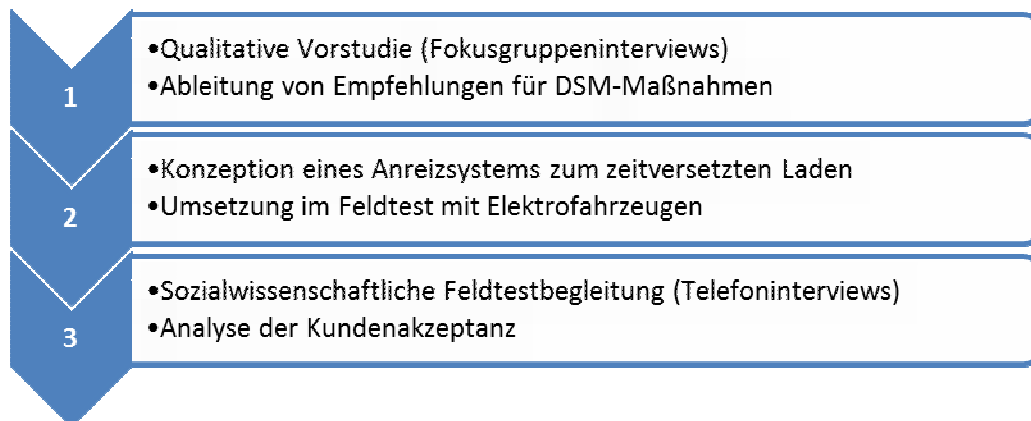 1
•Qualitative Vorstudie (Fokusgruppeninterviews)
•Ableitung von Empfehlungen für DSM-Maßnahmen
2
•Konzeption eines Anreizsystems zum zeitversetzten Laden
•Umsetzung im Feldtest mit Elektrofahrzeugen
3
•Sozialwissenschaftliche Feldtestbegleitung (Telefoninterviews)
•Analyse der Kundenakzeptanz